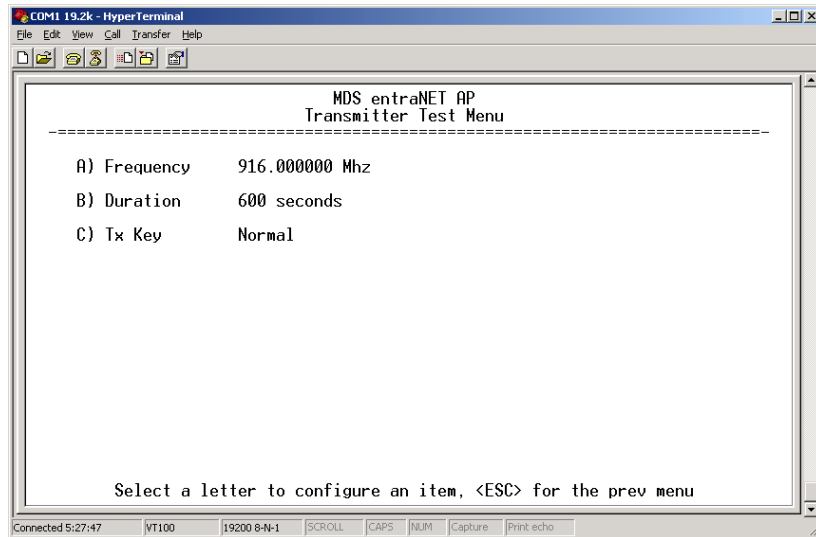 COM1 19.2k - HyperTerminal
File Edit View Call Transfer Help
MDS entraNET AP
Transmitter Test Menu
-==========================================================================-
A) Frequency 916.000000 Mhz
B) Duration 600 seconds
C) Tx Key Normal
Select a letter to configure an item, <ESC> for the prev menu
Connected 5:27:47 VT100 19200 8-N-1 SCROLL CAPS NUM Capture Print echo